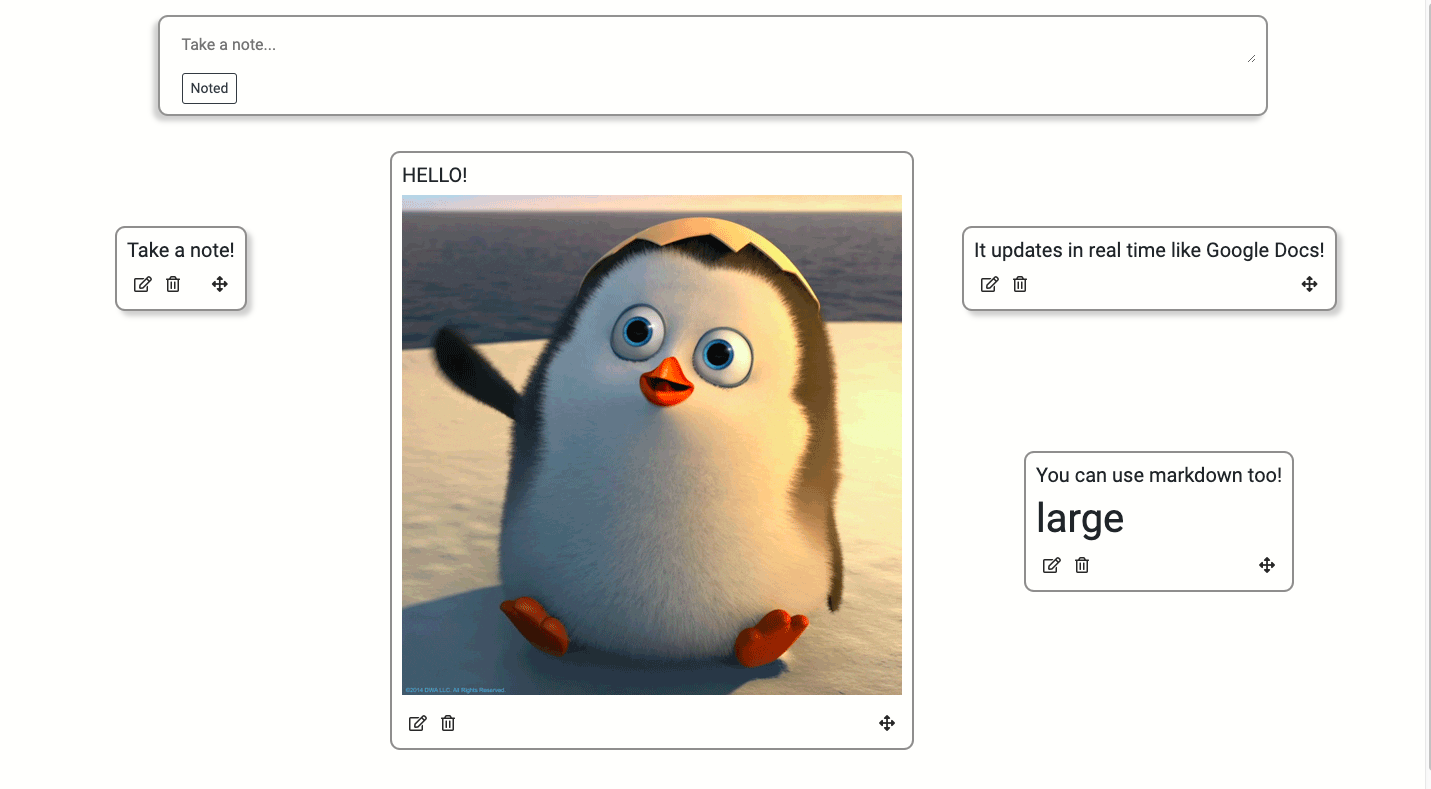 Take a note...
Noted
HELLO!
Take a note!
It updates in real time like Google Docs!
You can use markdown too!
large
©2014 DWA LLC. All Rights Reserved.